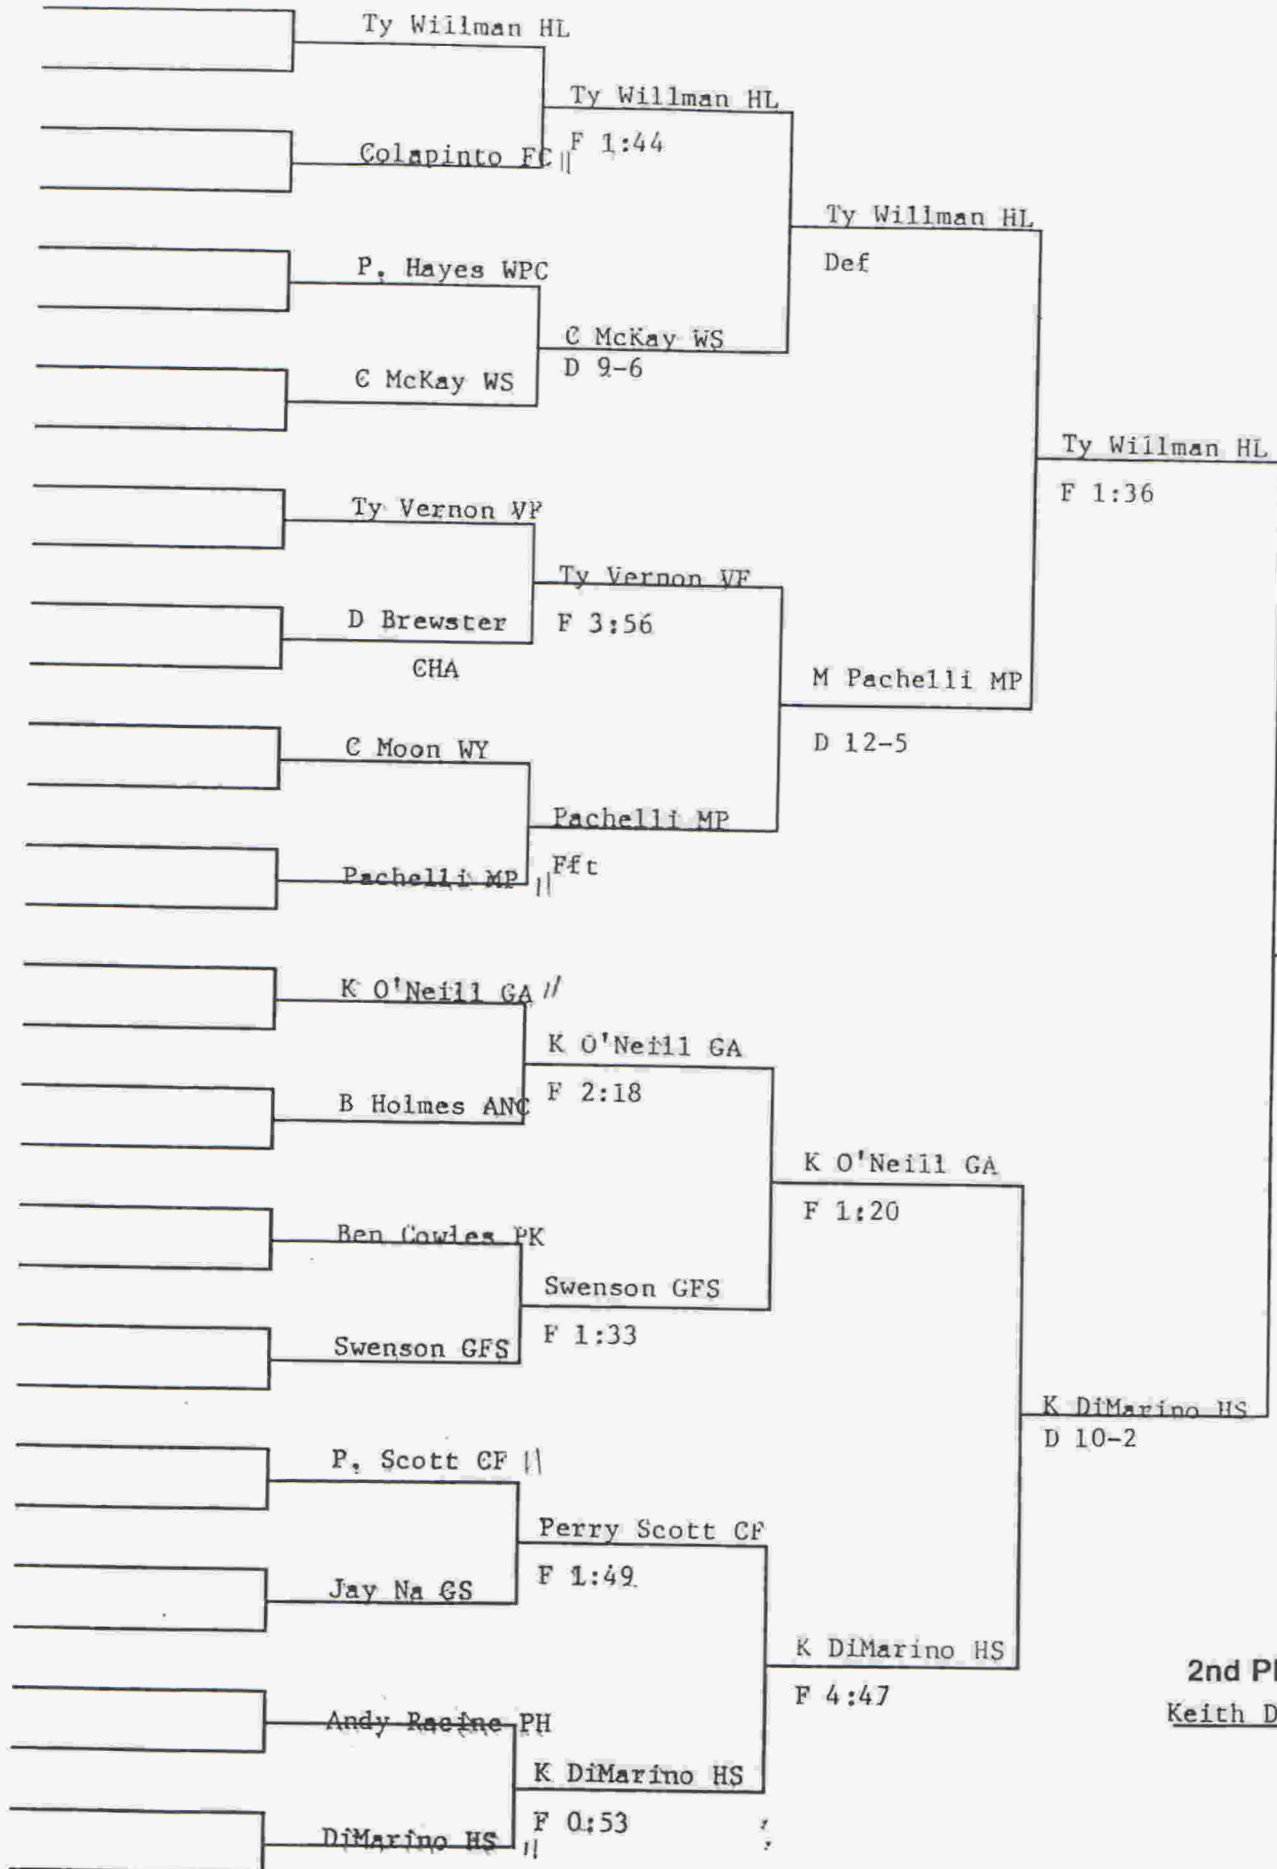 Ty Willman HL
Colapinto FC
Ty Willman HL
F 1:44
P. Hayes WPC
C McKay WS
C McKay WS
D 9-6
Ty Willman HL
Def
Ty Vernon VF
D Brewster
CHA
Ty Vernon VF
F 3:56
C Moon WY
Pachelli MP
Pachelli MP
Fft
M Pachelli MP
D 12-5
Ty Willman HL
F 1:36
K O'Neill GA
B Holmes ANC
K O'Neill GA
F 2:18
Ben Cowles PK
Swenson GFS
Swenson GFS
F 1:33
K O'Neill GA
F 1:20
P. Scott CF
Jay Na GS
Perry Scott CF
F 1:49
Andy Racine PH
DiMarino HS
K DiMarino HS
F 0:53
K DiMarino HS
F 4:47
K DiMarino HS
D 10-2
2nd Pl
Keith D